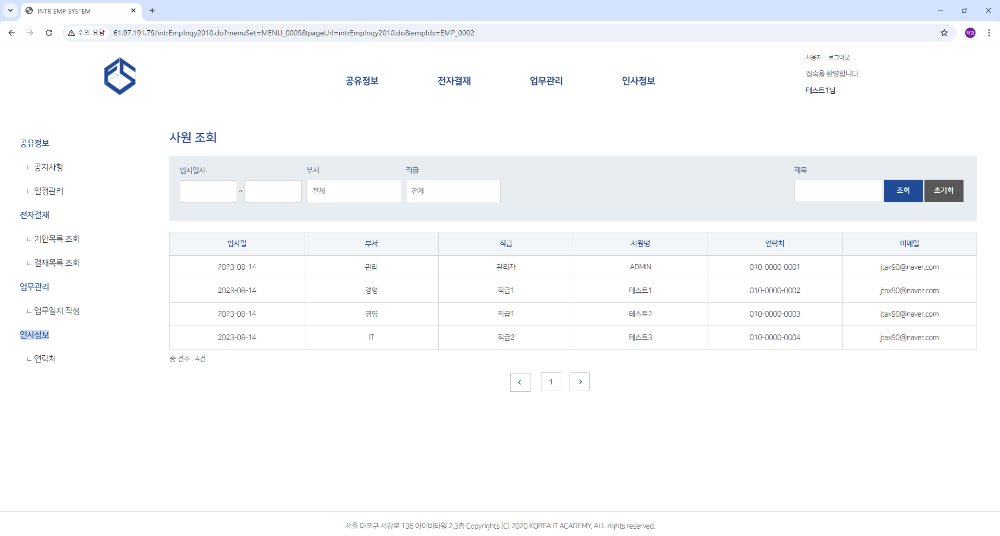 INTR EMP SYSTEM
주의 요함 61.97.191.79/intrEmpInqy2010.do?menuSet=MENU_0009&pageUrl=intrEmpInqy2010.do&empIdx=EMP_0002
태현
사용자 | 로그아웃
접속을 환영합니다.
테스트1님
공유정보 전자결재 업무관리 인사정보
공유정보
ㄴ 공지사항
ㄴ 일정관리
전자결재
ㄴ 기안목록 조회
ㄴ 결재목록 조회
업무관리
ㄴ 업무일지 작성
인사정보
ㄴ 연락처
사원 조회
입사일자 부서 직급 제목
~ 전체 전체 조회 초기화
입사일 부서 직급 사원명 연락처 이메일
2023-08-14 관리 관리자 ADMIN 010-0000-0001 jtax90@naver.com
2023-08-14 경영 직급1 테스트1 010-0000-0002 jtax90@naver.com
2023-08-14 경영 직급1 테스트2 010-0000-0003 jtax90@naver.com
2023-08-14 IT 직급2 테스트3 010-0000-0004 jtax90@naver.com
총 건수 : 4건
‹ 1 ›
서울 마포구 서강로 136 아이비타워 2,3층 Copyrights (C) 2020 KOREA IT ACADEMY. ALL rights reserved.